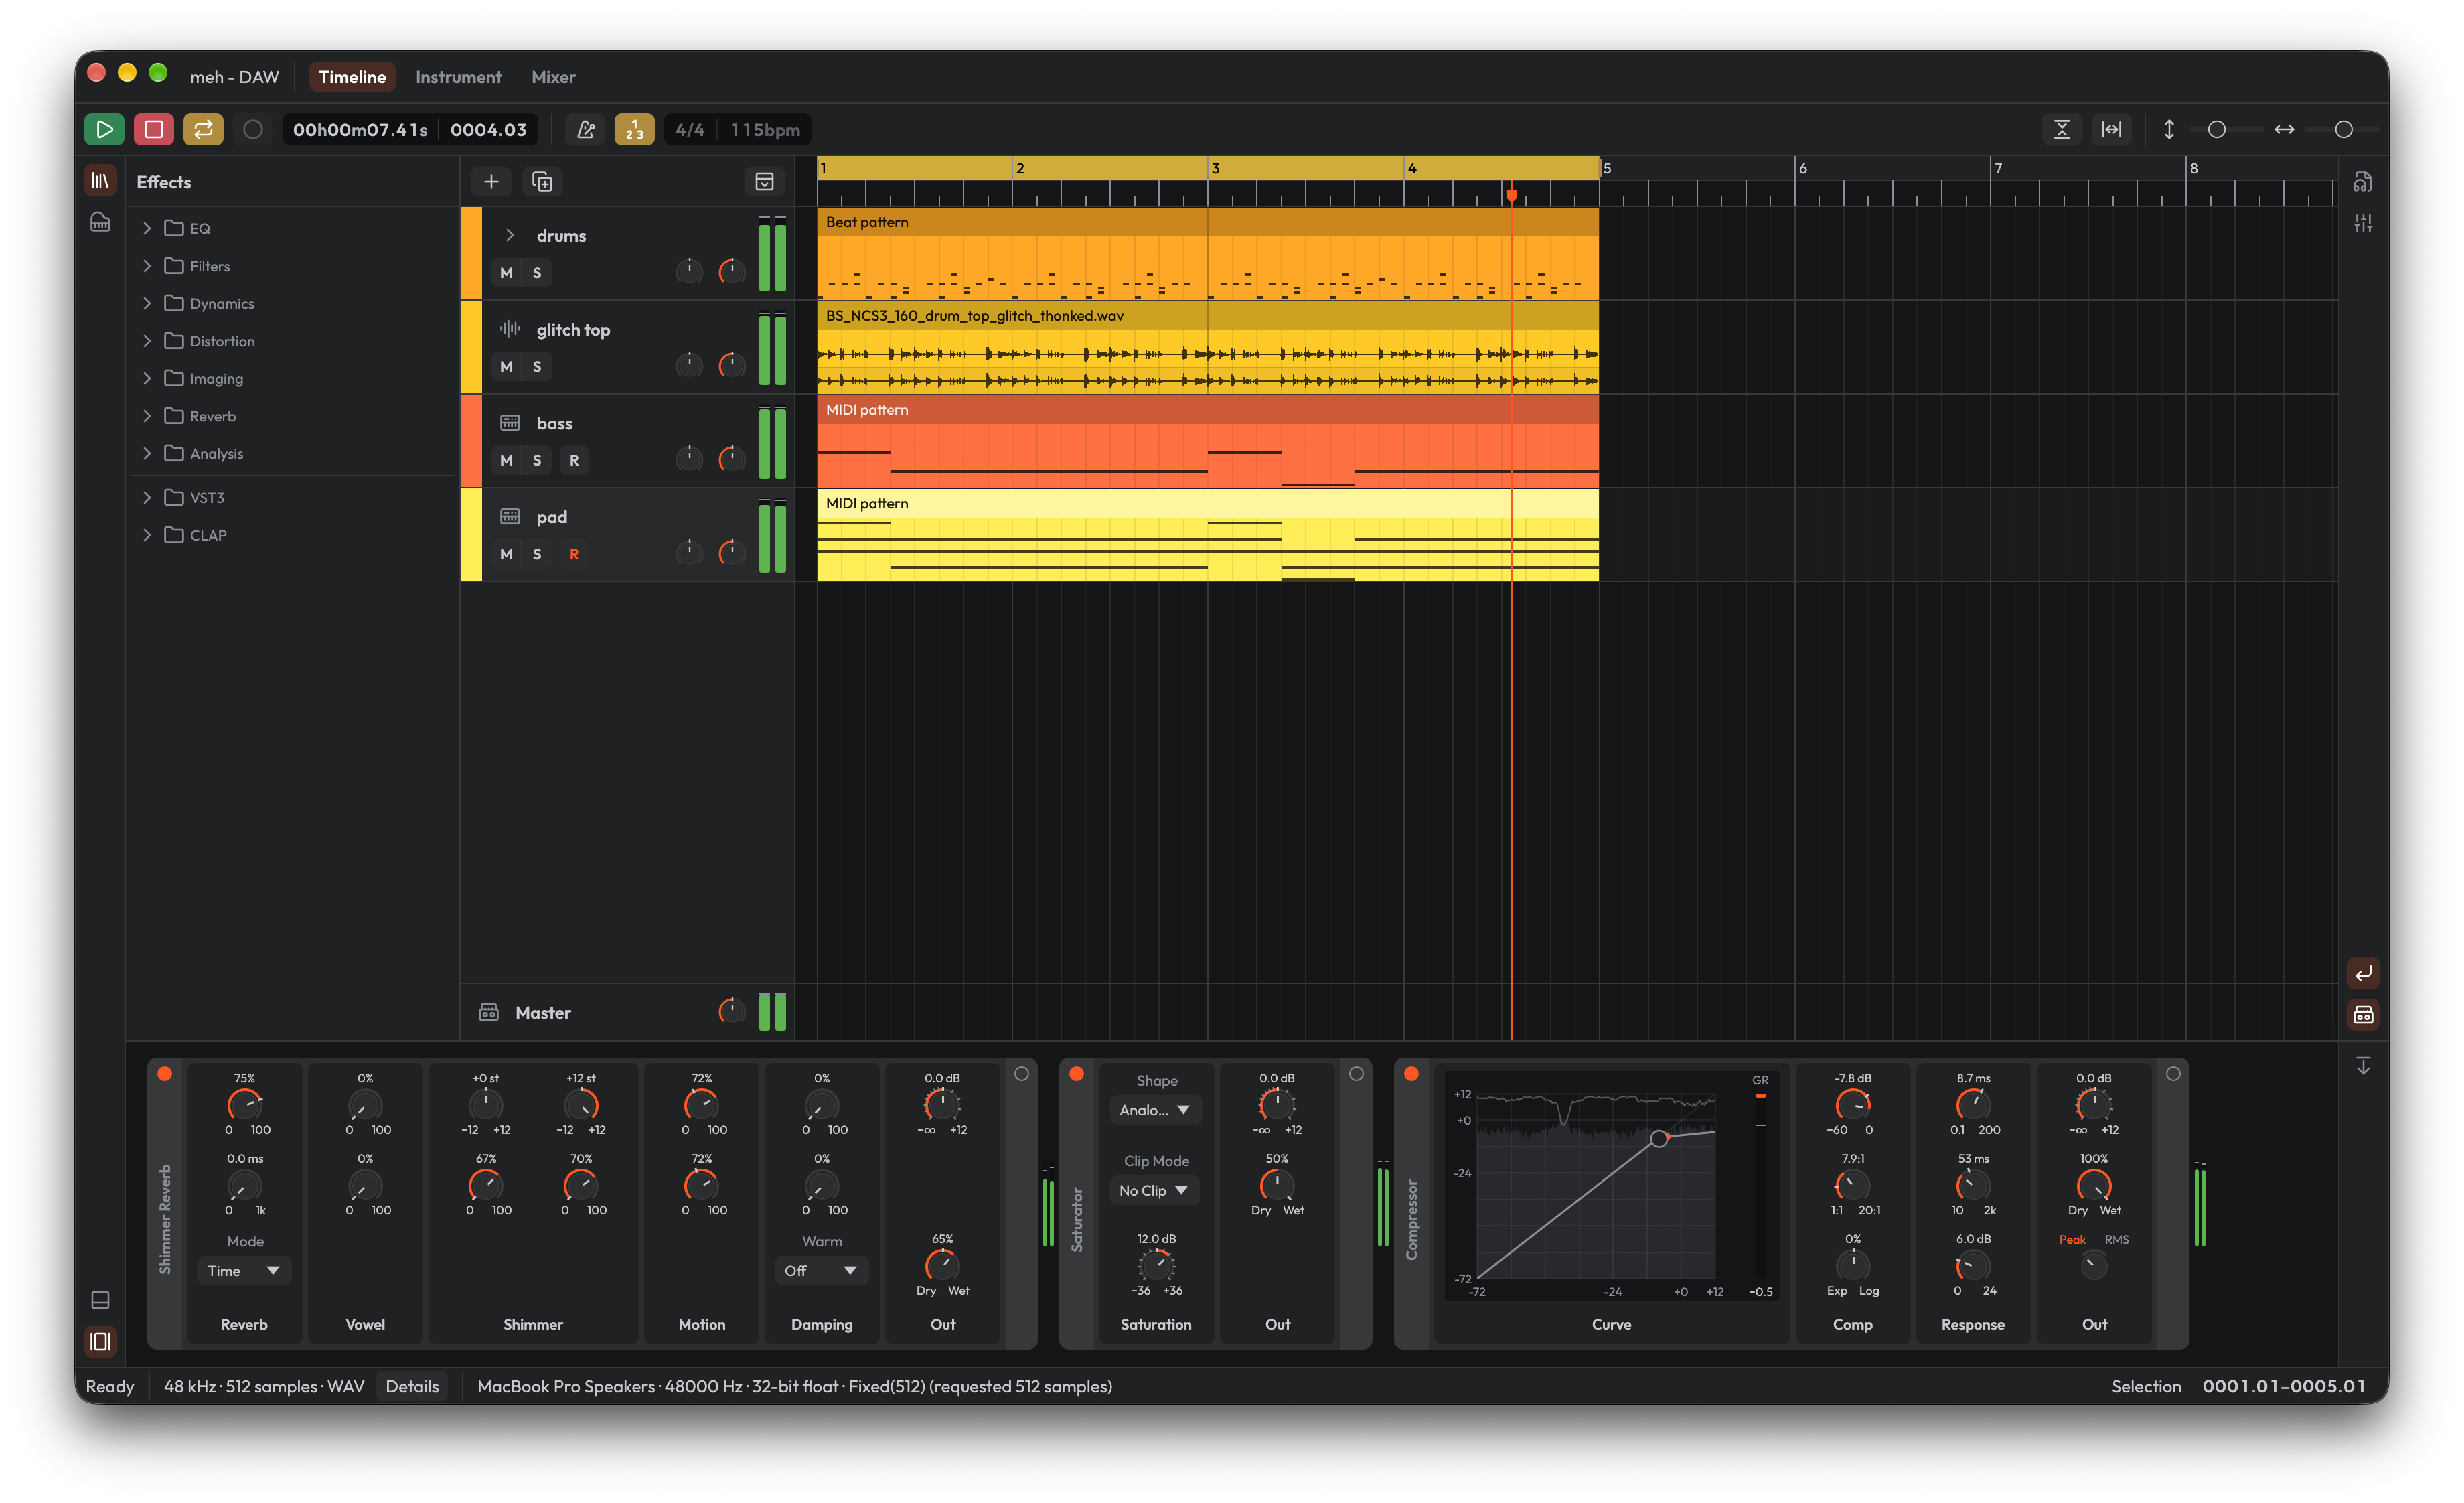 meh - DAW Timeline Instrument Mixer
00h00m07.41s 0004.03 1 2 3 4/4 115bpm
Effects
EQ
Filters
Dynamics
Distortion
Imaging
Reverb
Analysis
VST3
CLAP
drums
M S
glitch top
M S
bass
M S R
pad
M S R
Master
1 2 3 4 5 6 7 8
Beat pattern
BS_NCS3_160_drum_top_glitch_thonked.wav
MIDI pattern
MIDI pattern
Shimmer Reverb
75%
0 100
0.0 ms
0 1k
Mode
Time
Reverb
0%
0 100
0%
0 100
Vowel
+0 st +12 st
−12 +12 −12 +12
67% 70%
0 100 0 100
Shimmer
72%
0 100
72%
0 100
Motion
0%
0 100
0%
0 100
Warm
Off
Damping
0.0 dB
−∞ +12
65%
Dry Wet
Out
Saturator
Shape
Analo...
Clip Mode
No Clip
12.0 dB
−36 +36
Saturation
0.0 dB
−∞ +12
50%
Dry Wet
Out
Compressor
GR
+12
+0
-24
-72
-72 -24 +0 +12 −0.5
Curve
-7.8 dB
−60 0
7.9:1
1:1 20:1
0%
Exp Log
Comp
8.7 ms
0.1 200
53 ms
10 2k
6.0 dB
0 24
Response
0.0 dB
−∞ +12
100%
Dry Wet
Peak RMS
Out
Ready 48 kHz · 512 samples · WAV Details MacBook Pro Speakers · 48000 Hz · 32-bit float · Fixed(512) (requested 512 samples) Selection 0001.01–0005.01